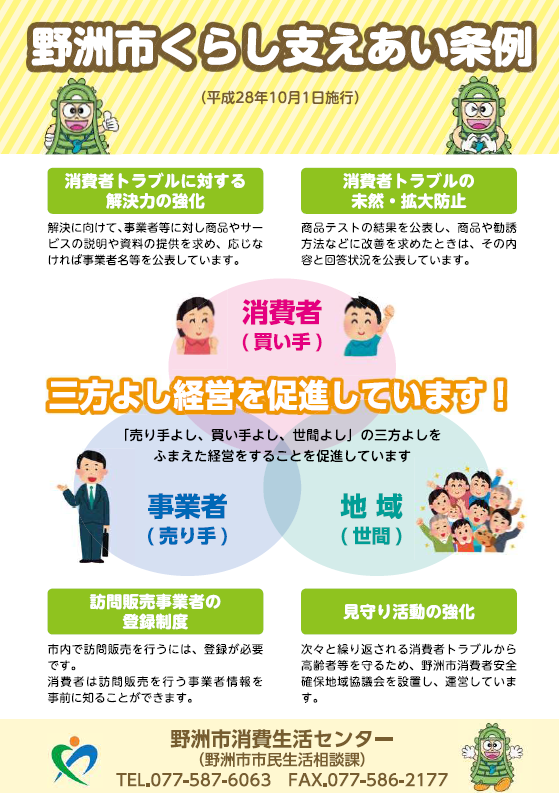 野洲市くらし支えあい条例
（平成28年10月1日施行）
消費者トラブルに対する
解決力の強化
解決に向けて、事業者等に対し商品やサー
ビスの説明や資料の提供を求め、応じな
ければ事業者名等を公表しています。
消費者トラブルの
未然・拡大防止
商品テストの結果を公表し、商品や勧誘
方法などに改善を求めたときは、その内
容と回答状況を公表しています。
消費者
(買い手)
三方よし経営を促進しています！
「売り手よし、買い手よし、世間よし」の三方よしを
ふまえた経営をすることを促進しています
事業者
(売り手)
地域
(世間)
訪問販売事業者の
登録制度
市内で訪問販売を行うには、登録が必要
です。
消費者は訪問販売を行う事業者情報を
事前に知ることができます。
見守り活動の強化
次々と繰り返される消費者トラブルから
高齢者等を守るため、野洲市消費者安全
確保地域協議会を設置し、運営していま
す。
野洲市消費生活センター
（野洲市市民生活相談課）
TEL.077-587-6063　FAX.077-586-2177